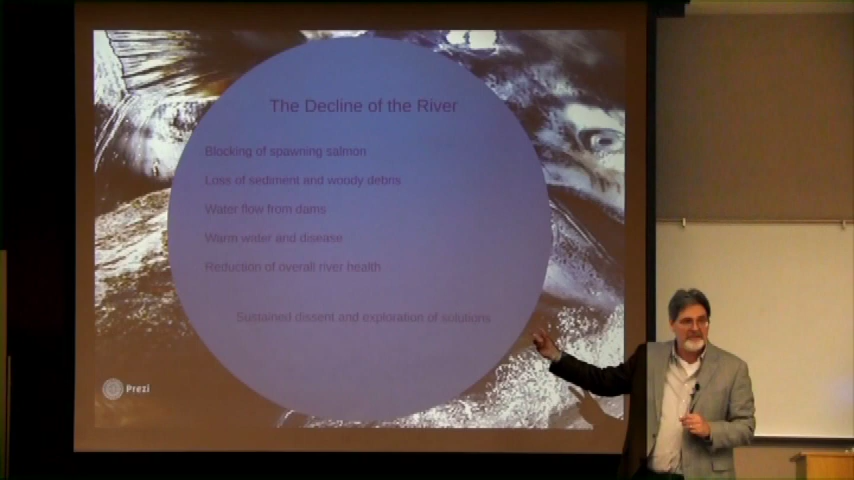 The Decline of the River
Blocking of spawning salmon
Loss of sediment and woody debris
Water flow from dams
Warm water and disease
Reduction of overall river health
Sustained dissent and exploration of solutions
Prezi